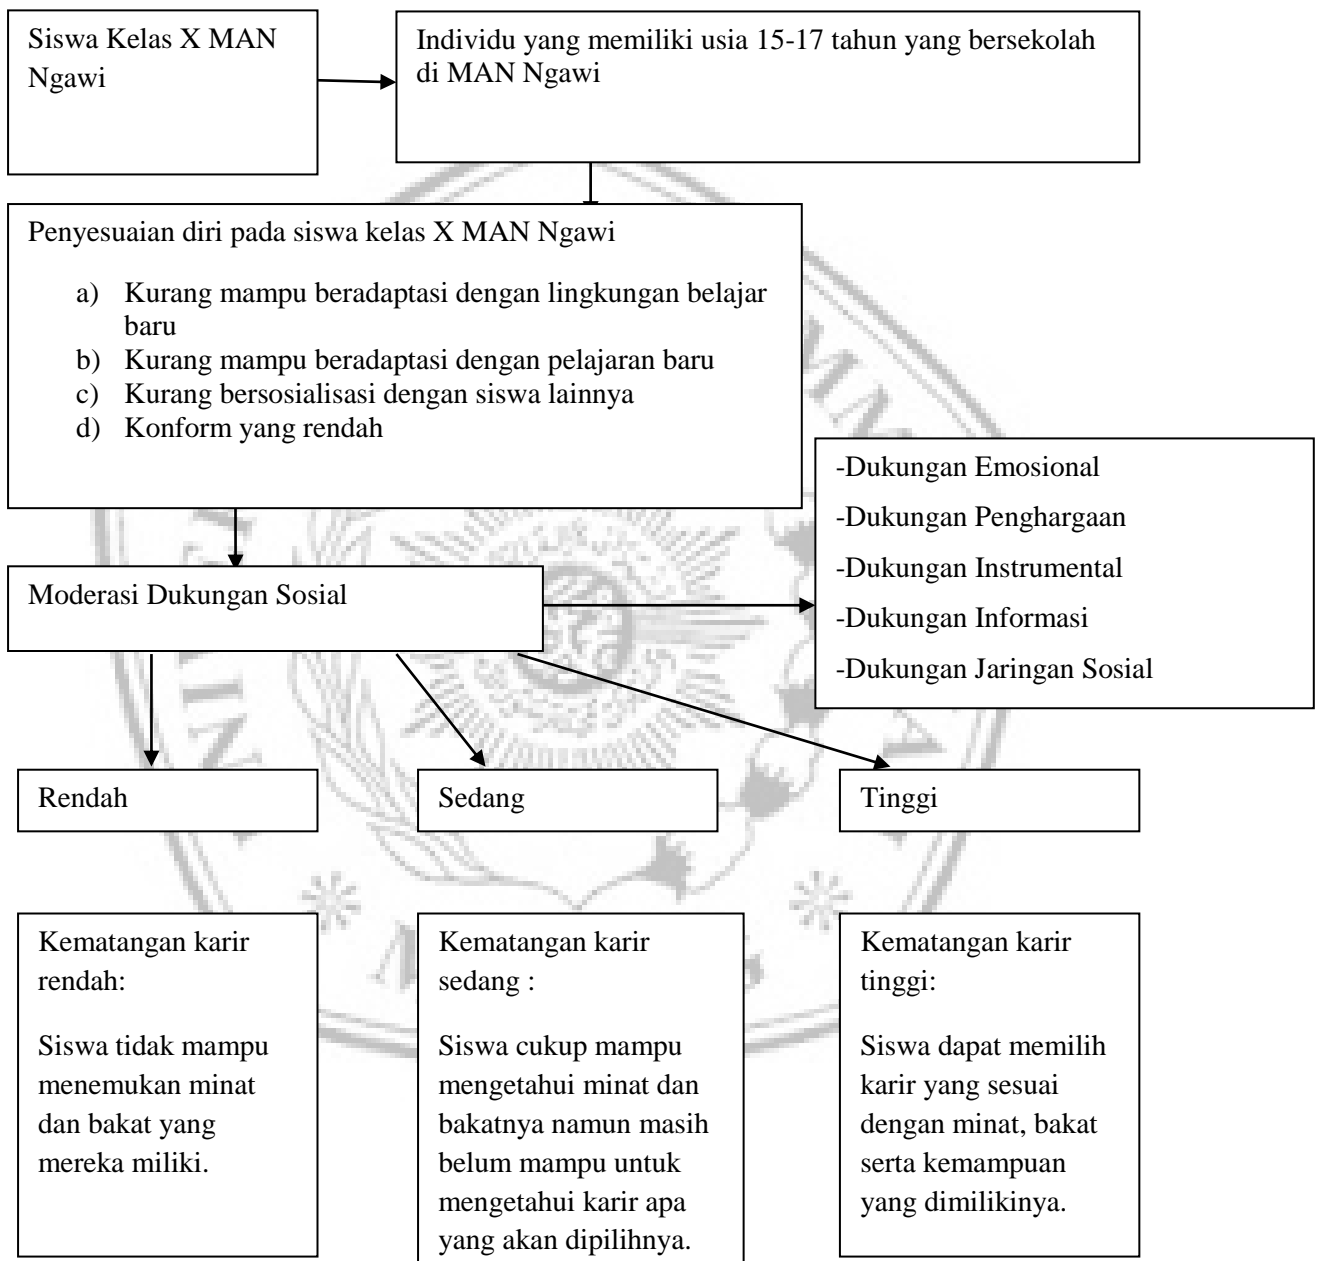 Siswa Kelas X MAN
Ngawi
Individu yang memiliki usia 15-17 tahun yang bersekolah
di MAN Ngawi
Penyesuaian diri pada siswa kelas X MAN Ngawi
a) Kurang mampu beradaptasi dengan lingkungan belajar
baru
b) Kurang mampu beradaptasi dengan pelajaran baru
c) Kurang bersosialisasi dengan siswa lainnya
d) Konform yang rendah
-Dukungan Emosional
-Dukungan Penghargaan
-Dukungan Instrumental
-Dukungan Informasi
-Dukungan Jaringan Sosial
Moderasi Dukungan Sosial
Rendah
Sedang
Tinggi
Kematangan karir
rendah:
Siswa tidak mampu
menemukan minat
dan bakat yang
mereka miliki.
Kematangan karir
sedang :
Siswa cukup mampu
mengetahui minat dan
bakatnya namun masih
belum mampu untuk
mengetahui karir apa
yang akan dipilihnya.
Kematangan karir
tinggi:
Siswa dapat memilih
karir yang sesuai
dengan minat, bakat
serta kemampuan
yang dimilikinya.